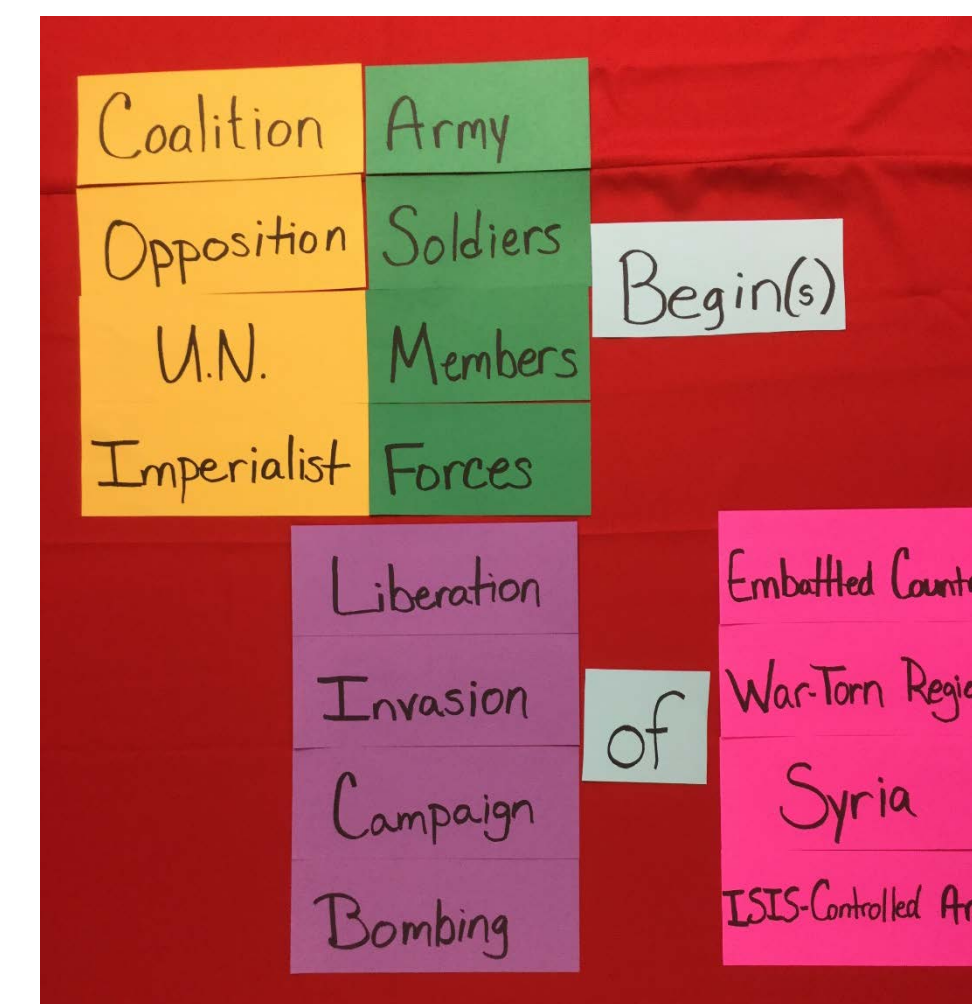 Coalition Army
Opposition Soldiers
Begin(s)
U.N. Members
Imperialist Forces
Liberation
Invasion
Campaign
Bombing
of
Embattled
War-Torn
Syria
ISIS-Controlled